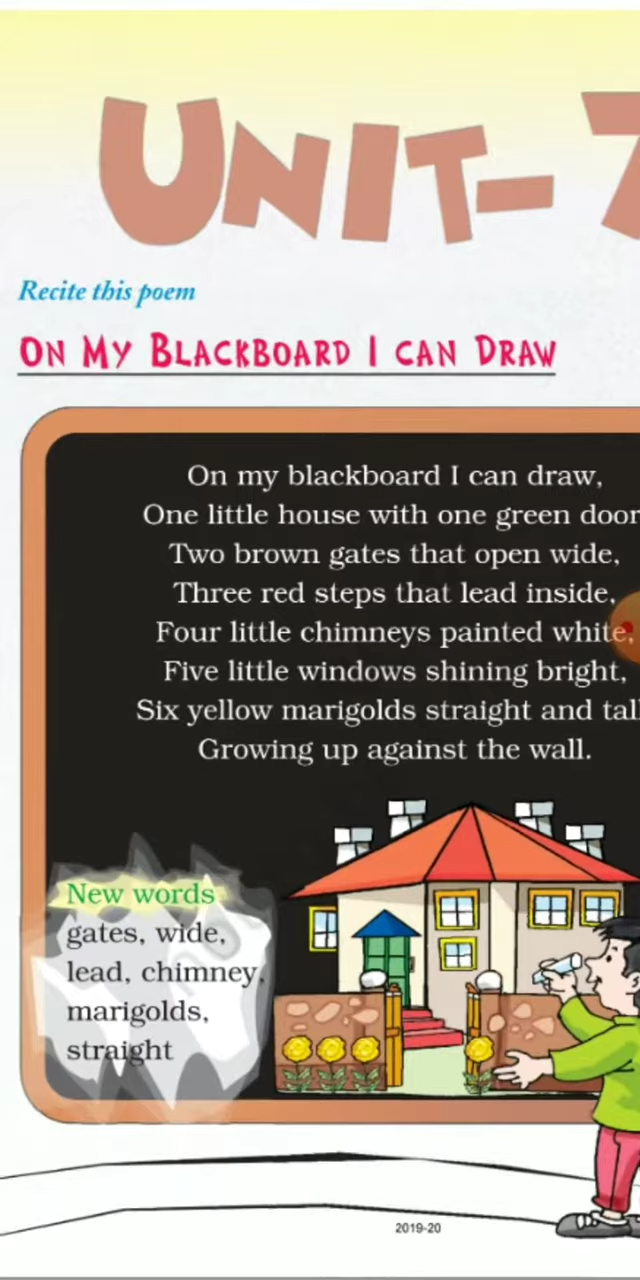 UNIT-7
Recite this poem
ON MY BLACKBOARD I CAN DRAW
On my blackboard I can draw,
One little house with one green door
Two brown gates that open wide,
Three red steps that lead inside,
Four little chimneys painted white,
Five little windows shining bright,
Six yellow marigolds straight and tall
Growing up against the wall.
New words
gates, wide,
lead, chimney,
marigolds,
straight
2019-20